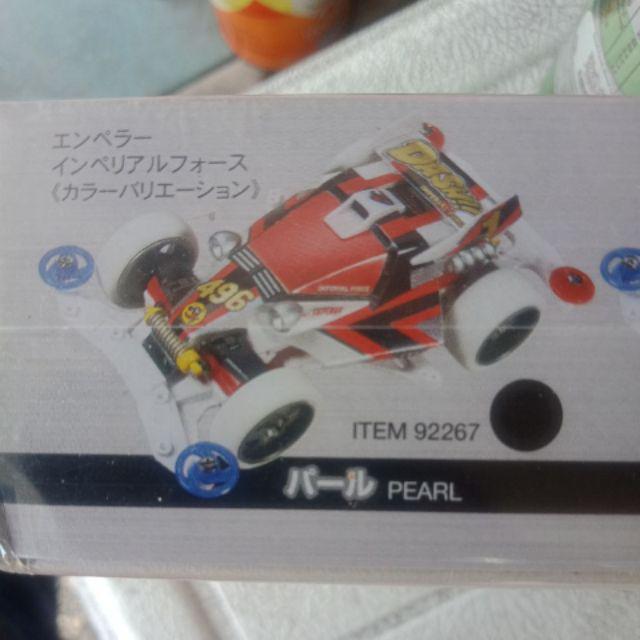 エンペラー
インペリアルフォース
《カラーバリエーション》
496
ITEM 92267
パール PEARL